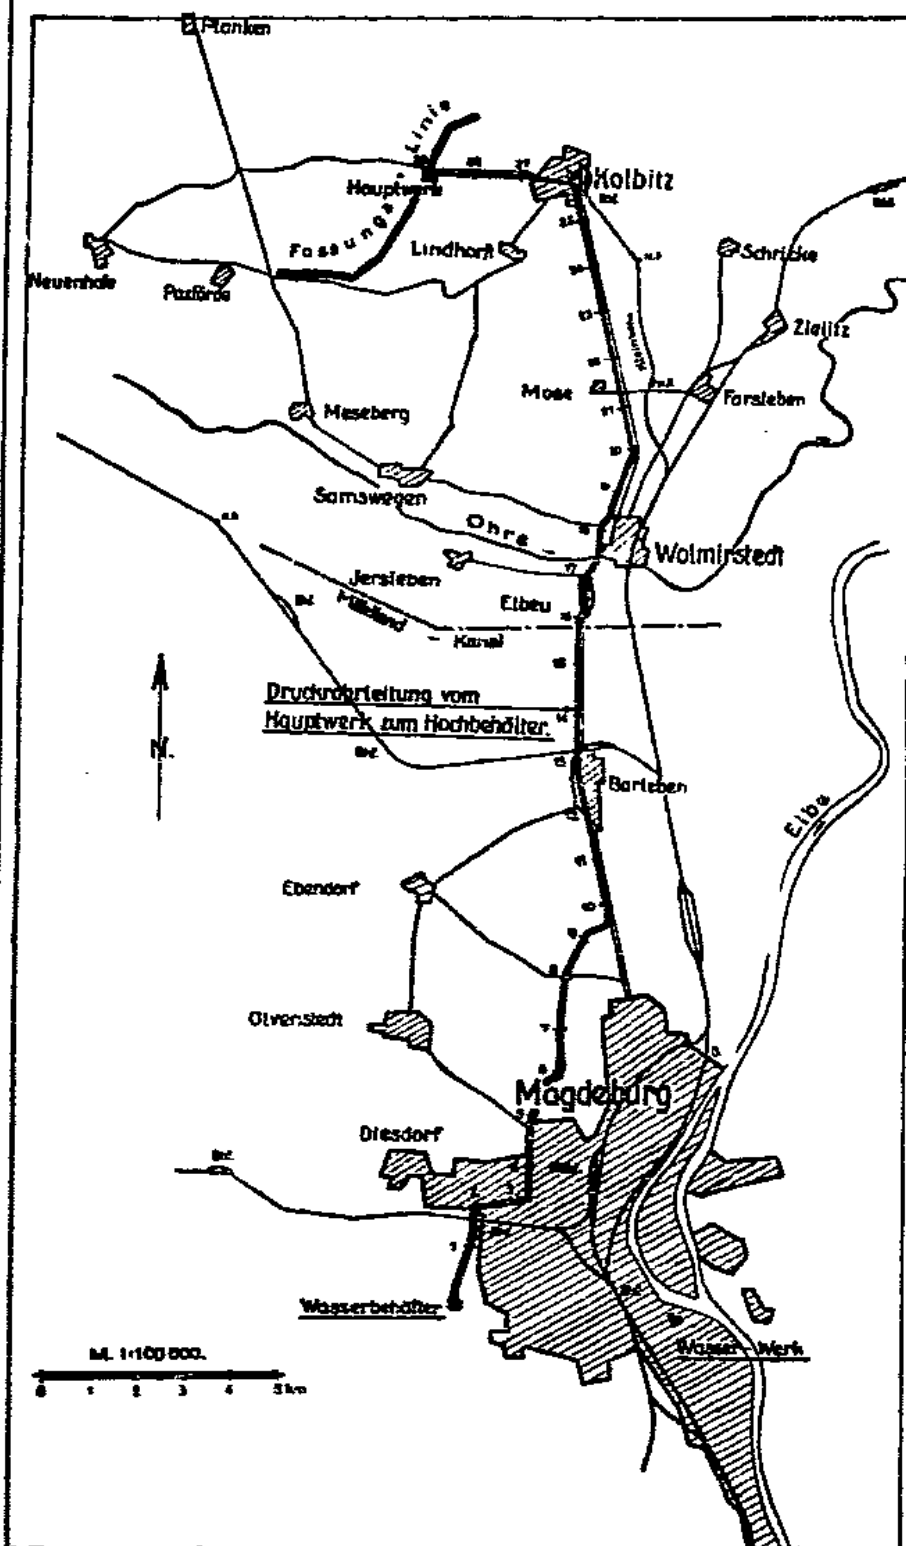 Planken
Linie
Kolbitz
Hauptwerk
Fassungs
Lindhorst
Schricke
Neuenhofe
Paxförde
Zielitz
Mose
Farsleben
Meseberg
Samswegen
Ohre
Wolmirstedt
Jersleben
Elbeu
Mittelland
Kanal
Druckrohrleitung vom
Hauptwerk zum Hochbehälter.
N.
Barleben
Elbe
Ebendorf
Olvenstedt
Magdeburg
Diesdorf
Wasserbehälter
Wasser-Werk
M. 1:100 000.
0 1 2 3 4 5 km